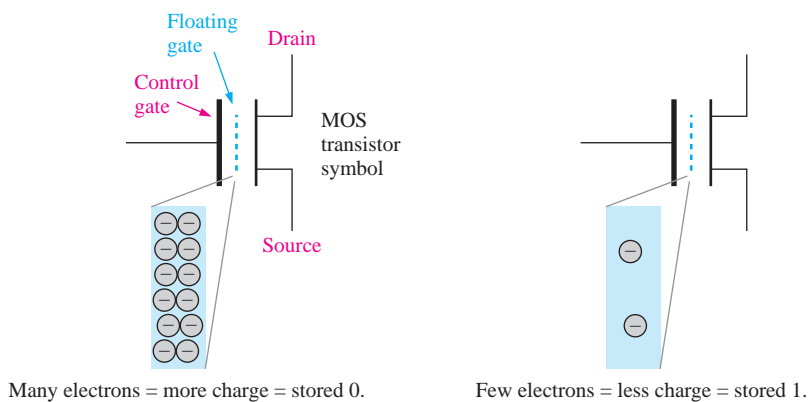 Floating
gate
Drain
Control
gate
MOS
transistor
symbol
Source
Many electrons = more charge = stored 0.
Few electrons = less charge = stored 1.